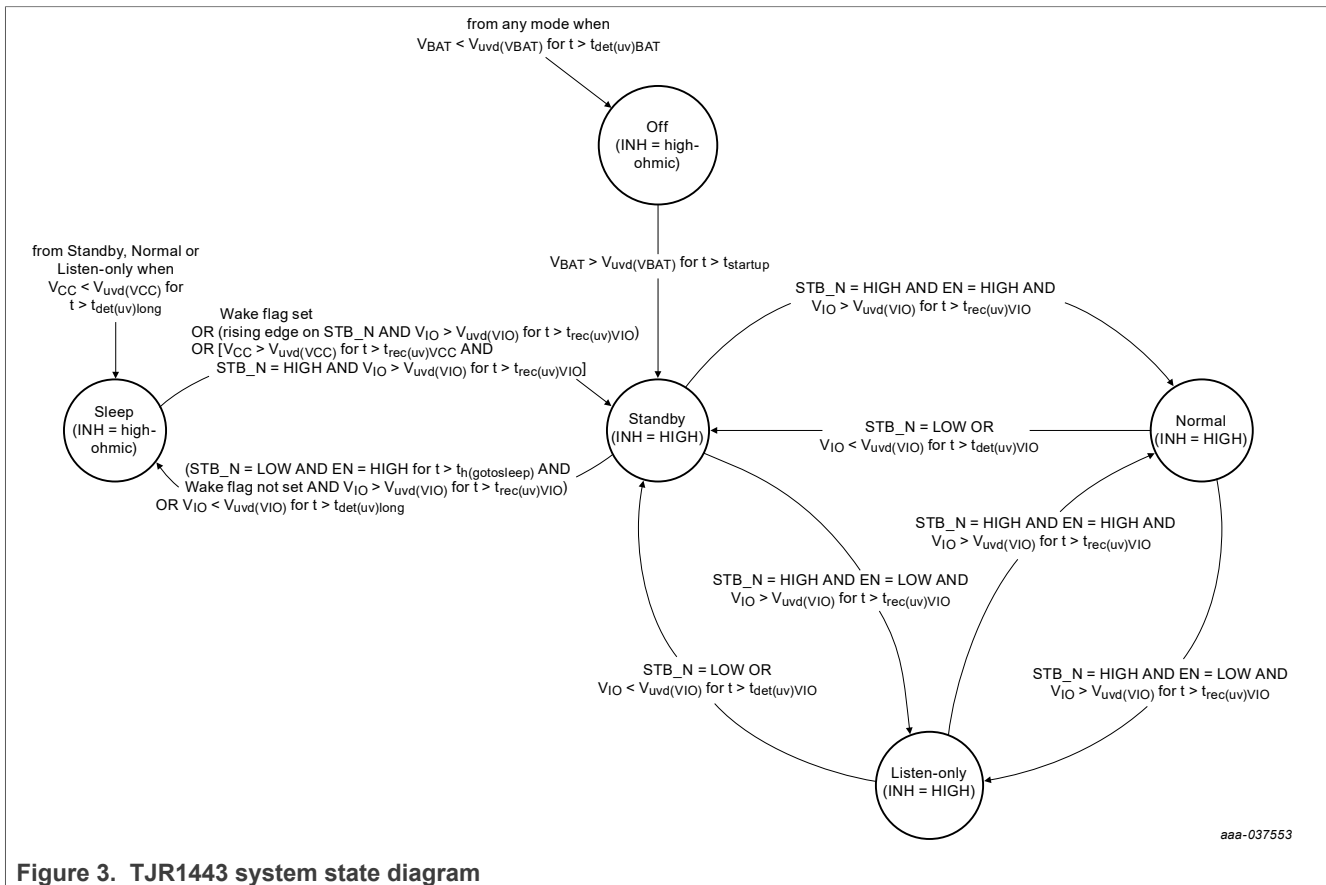 from any mode when
VBAT < Vuvd(VBAT) for t > tdet(uv)BAT
Off
(INH = high-
ohmic)
from Standby, Normal or
Listen-only when
VCC < Vuvd(VCC) for
t > tdet(uv)long
VBAT > Vuvd(VBAT) for t > tstartup
STB_N = HIGH AND EN = HIGH AND
VIO > Vuvd(VIO) for t > trec(uv)VIO
Wake flag set
OR (rising edge on STB_N AND VIO > Vuvd(VIO) for t > trec(uv)VIO)
OR [VCC > Vuvd(VCC) for t > trec(uv)VCC AND
STB_N = HIGH AND VIO > Vuvd(VIO) for t > trec(uv)VIO]
Sleep
(INH = high-
ohmic)
Standby
(INH = HIGH)
STB_N = LOW OR
VIO < Vuvd(VIO) for t > tdet(uv)VIO
Normal
(INH = HIGH)
(STB_N = LOW AND EN = HIGH for t > th(gotosleep) AND
Wake flag not set AND VIO > Vuvd(VIO) for t > trec(uv)VIO)
OR VIO < Vuvd(VIO) for t > tdet(uv)long
STB_N = HIGH AND EN = HIGH AND
VIO > Vuvd(VIO) for t > trec(uv)VIO
STB_N = HIGH AND EN = LOW AND
VIO > Vuvd(VIO) for t > trec(uv)VIO
STB_N = LOW OR
VIO < Vuvd(VIO) for t > tdet(uv)VIO
STB_N = HIGH AND EN = LOW AND
VIO > Vuvd(VIO) for t > trec(uv)VIO
Listen-only
(INH = HIGH)
aaa-037553
Figure 3. TJR1443 system state diagram